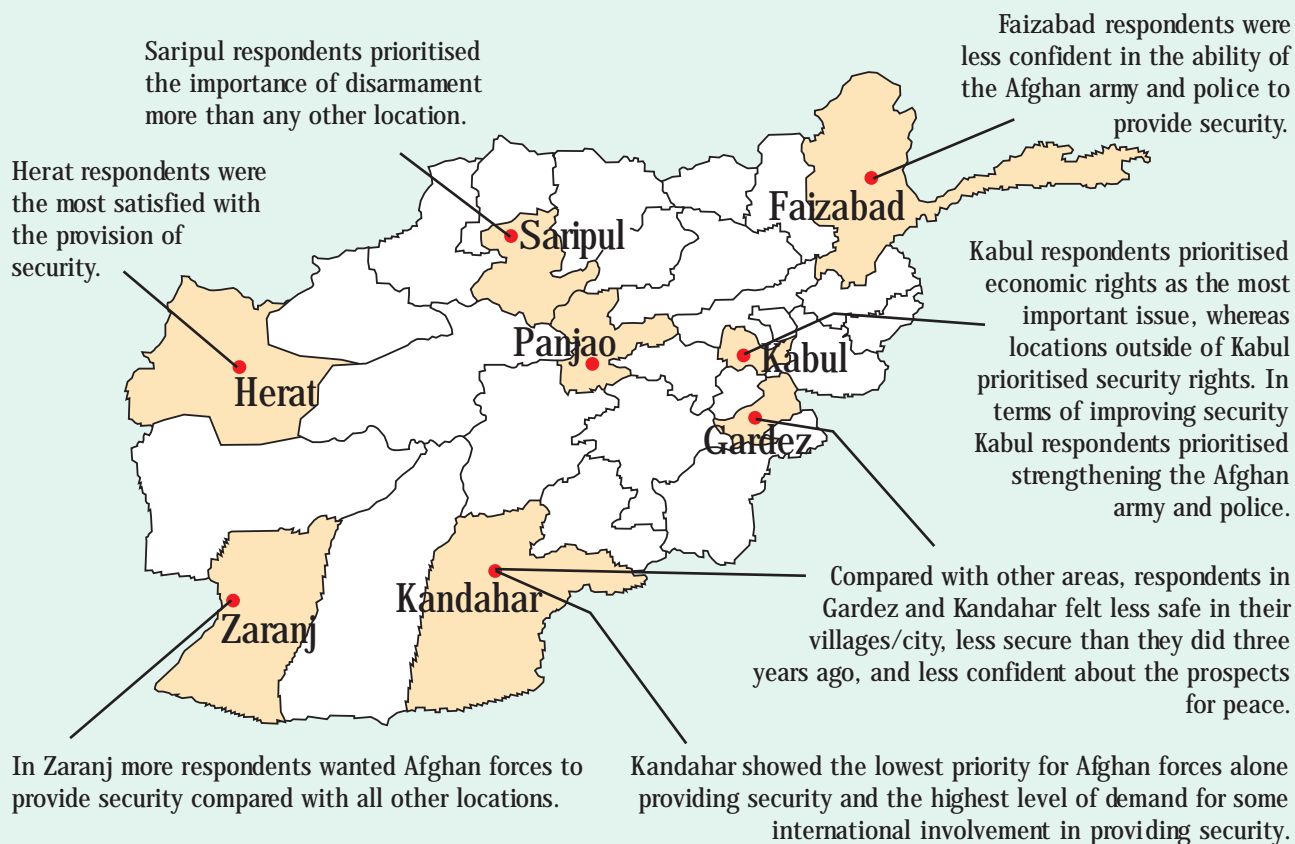 Saripul respondents prioritised
the importance of disarmament
more than any other location.
Faizabad respondents were
less confident in the ability of
the Afghan army and police to
provide security.
Herat respondents were
the most satisfied with
the provision of
security.
Faizabad
Saripul
Kabul respondents prioritised
economic rights as the most
important issue, whereas
locations outside of Kabul
prioritised security rights. In
terms of improving security
Kabul respondents prioritised
strengthening the Afghan
army and police.
Panjao
Kabul
Herat
Gardez
Kandahar
Zaranj
Compared with other areas, respondents in
Gardez and Kandahar felt less safe in their
villages/city, less secure than they did three
years ago, and less confident about the prospects
for peace.
In Zaranj more respondents wanted Afghan forces to
provide security compared with all other locations.
Kandahar showed the lowest priority for Afghan forces alone
providing security and the highest level of demand for some
international involvement in providing security.